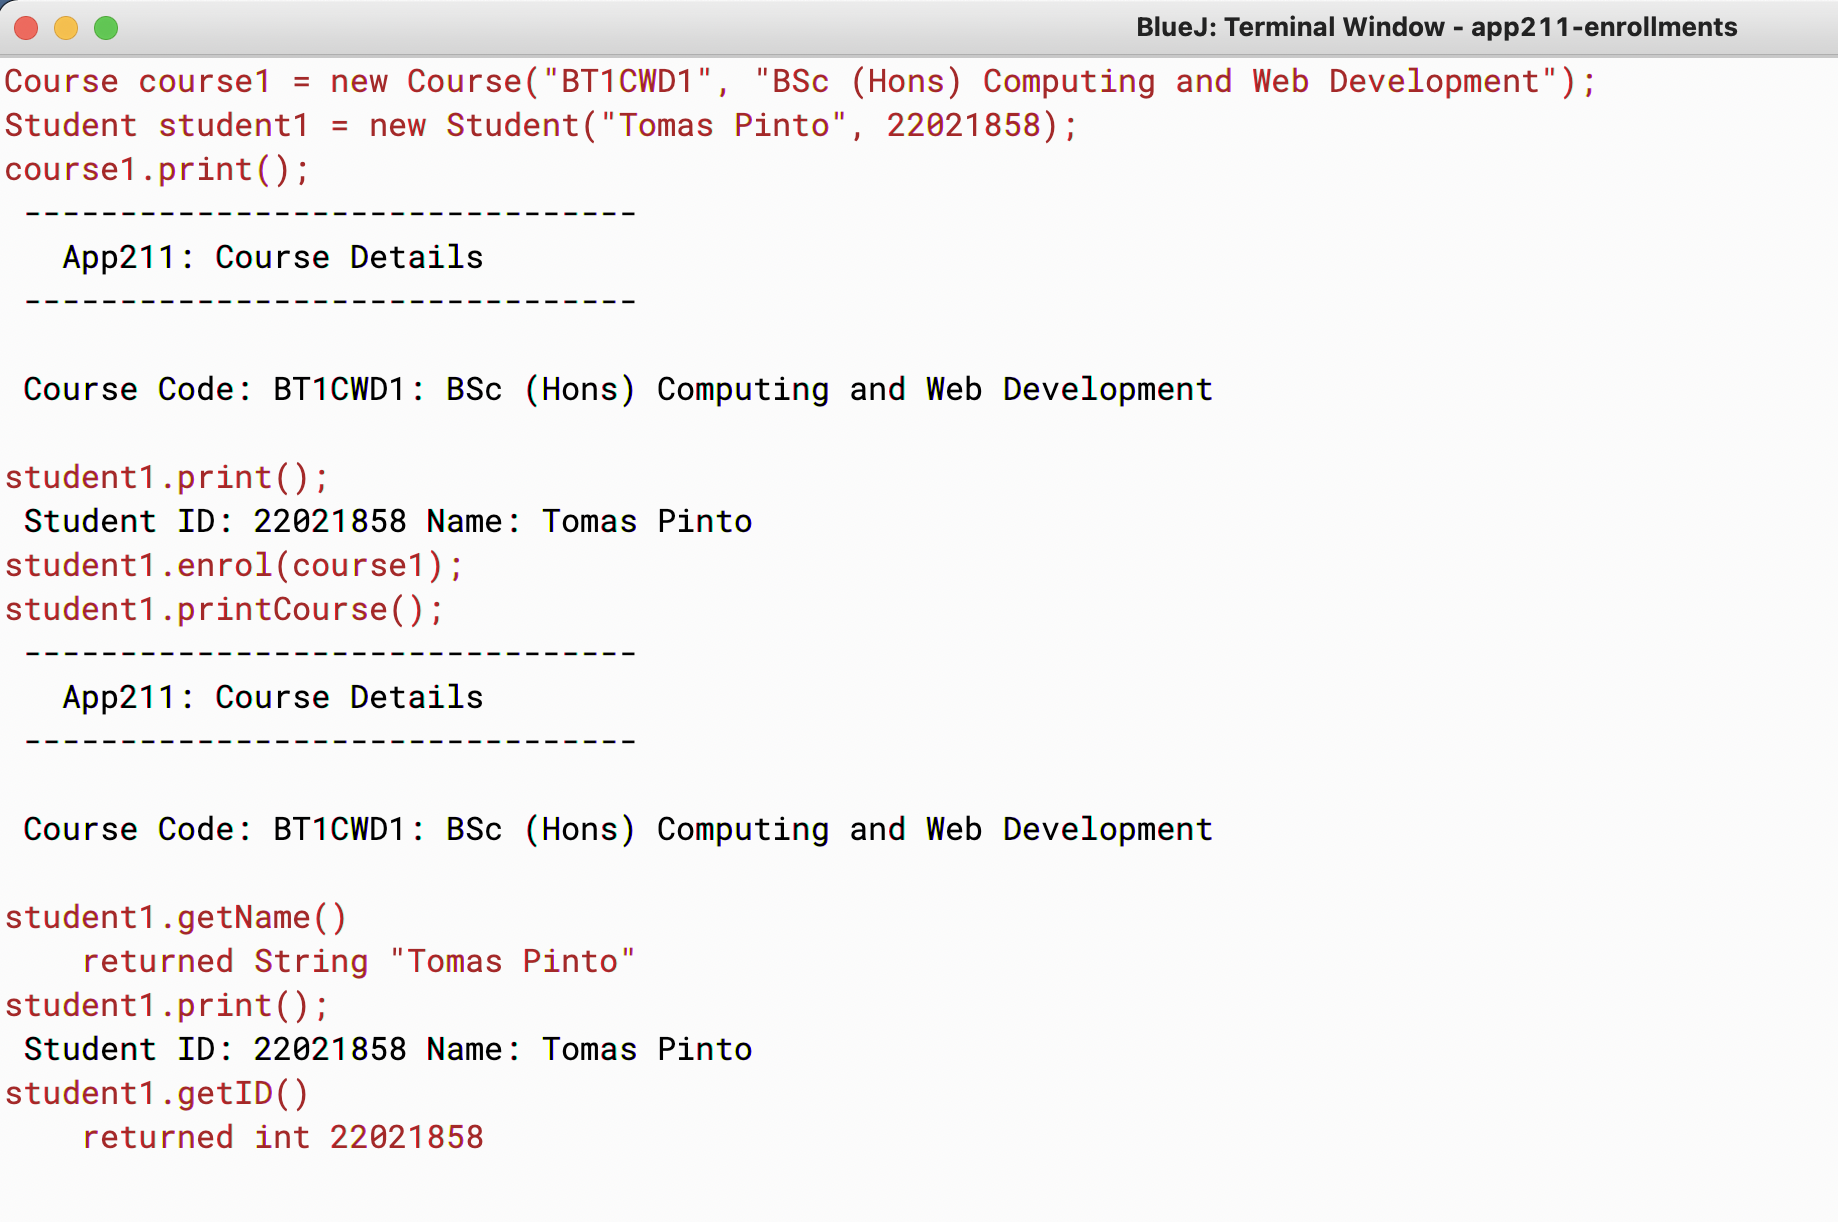 BlueJ: Terminal Window - app211-enrollments
Course course1 = new Course("BT1CWD1", "BSc (Hons) Computing and Web Development");
Student student1 = new Student("Tomas Pinto", 22021858);
course1.print();
--------------------------------
App211: Course Details
--------------------------------
Course Code: BT1CWD1: BSc (Hons) Computing and Web Development
student1.print();
Student ID: 22021858 Name: Tomas Pinto
student1.enrol(course1);
student1.printCourse();
--------------------------------
App211: Course Details
--------------------------------
Course Code: BT1CWD1: BSc (Hons) Computing and Web Development
student1.getName()
returned String "Tomas Pinto"
student1.print();
Student ID: 22021858 Name: Tomas Pinto
student1.getID()
returned int 22021858